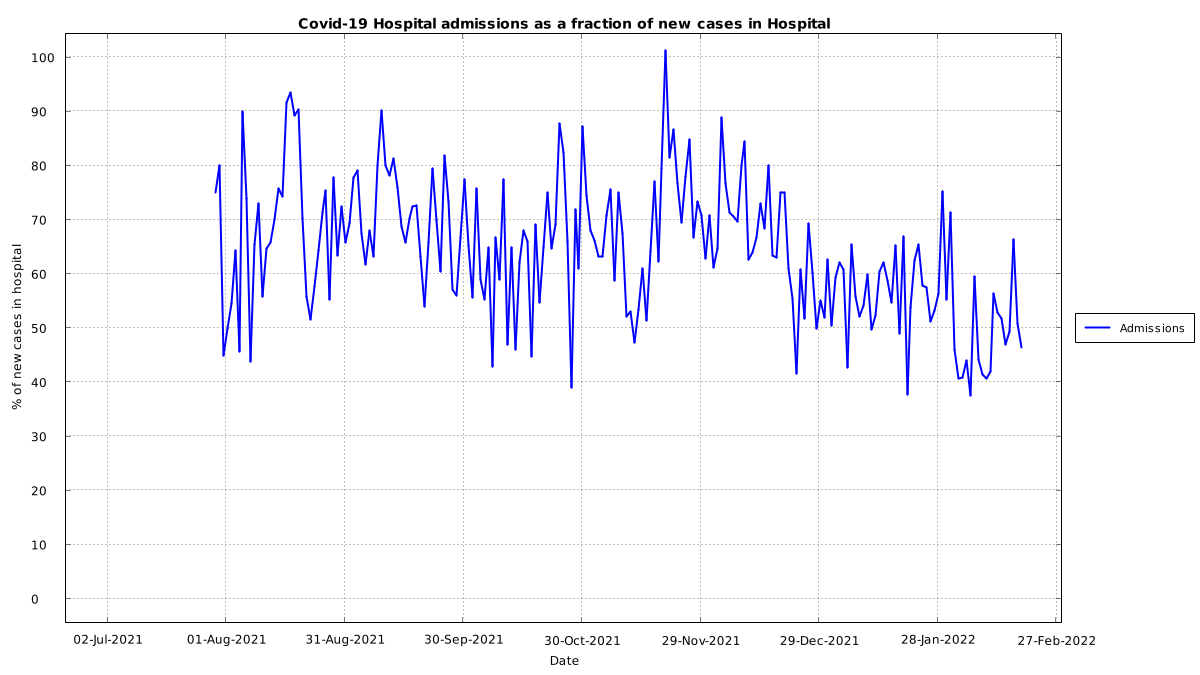 Covid-19 Hospital admissions as a fraction of new cases in Hospital
% of new cases in hospital
100
90
80
70
60
50
40
30
20
10
0
02-Jul-2021 01-Aug-2021 31-Aug-2021 30-Sep-2021 30-Oct-2021 29-Nov-2021 29-Dec-2021 28-Jan-2022 27-Feb-2022
Date
Admissions